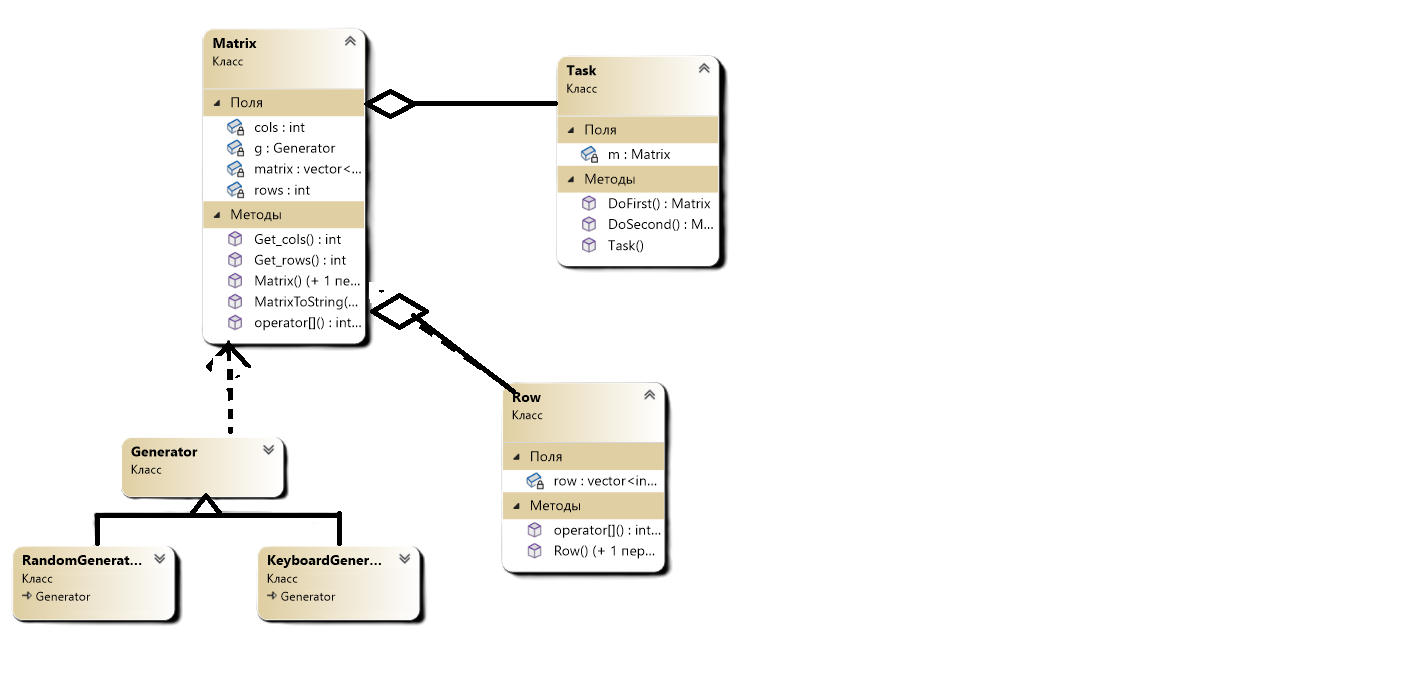 Matrix
Класс
Поля
cols : int
g : Generator
matrix : vector<...
rows : int
Методы
Get_cols() : int
Get_rows() : int
Matrix() (+ 1 пе...
MatrixToString(...
operator[]() : int...
Task
Класс
Поля
m : Matrix
Методы
DoFirst() : Matrix
DoSecond() : M...
Task()
Generator
Класс
RandomGenerat...
Класс
Generator
KeyboardGener...
Класс
Generator
Row
Класс
Поля
row : vector<in...
Методы
operator[]() : int...
Row() (+ 1 пер...